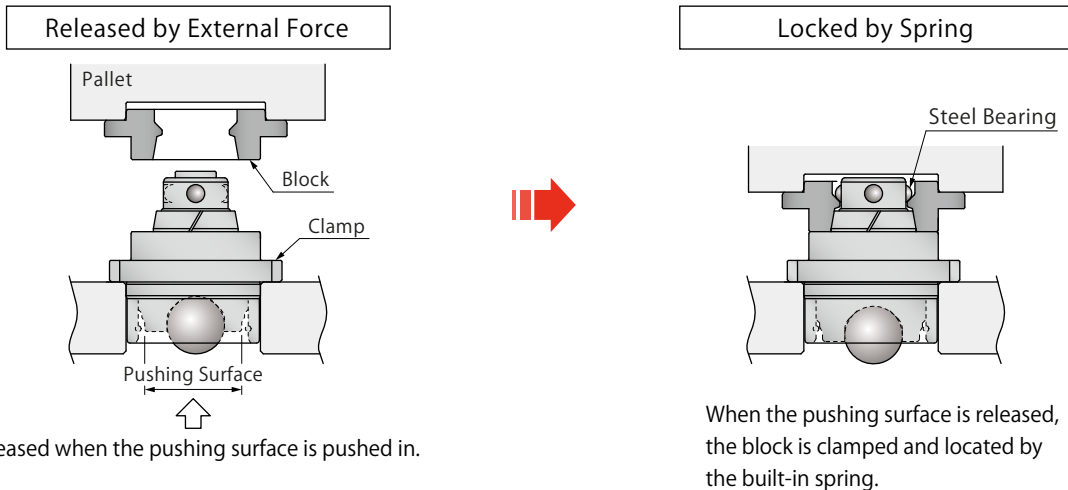 Released by External Force
Pallet
Block
Clamp
Pushing Surface
eased when the pushing surface is pushed in.
Locked by Spring
Steel Bearing
When the pushing surface is released,
the block is clamped and located by
the built-in spring.